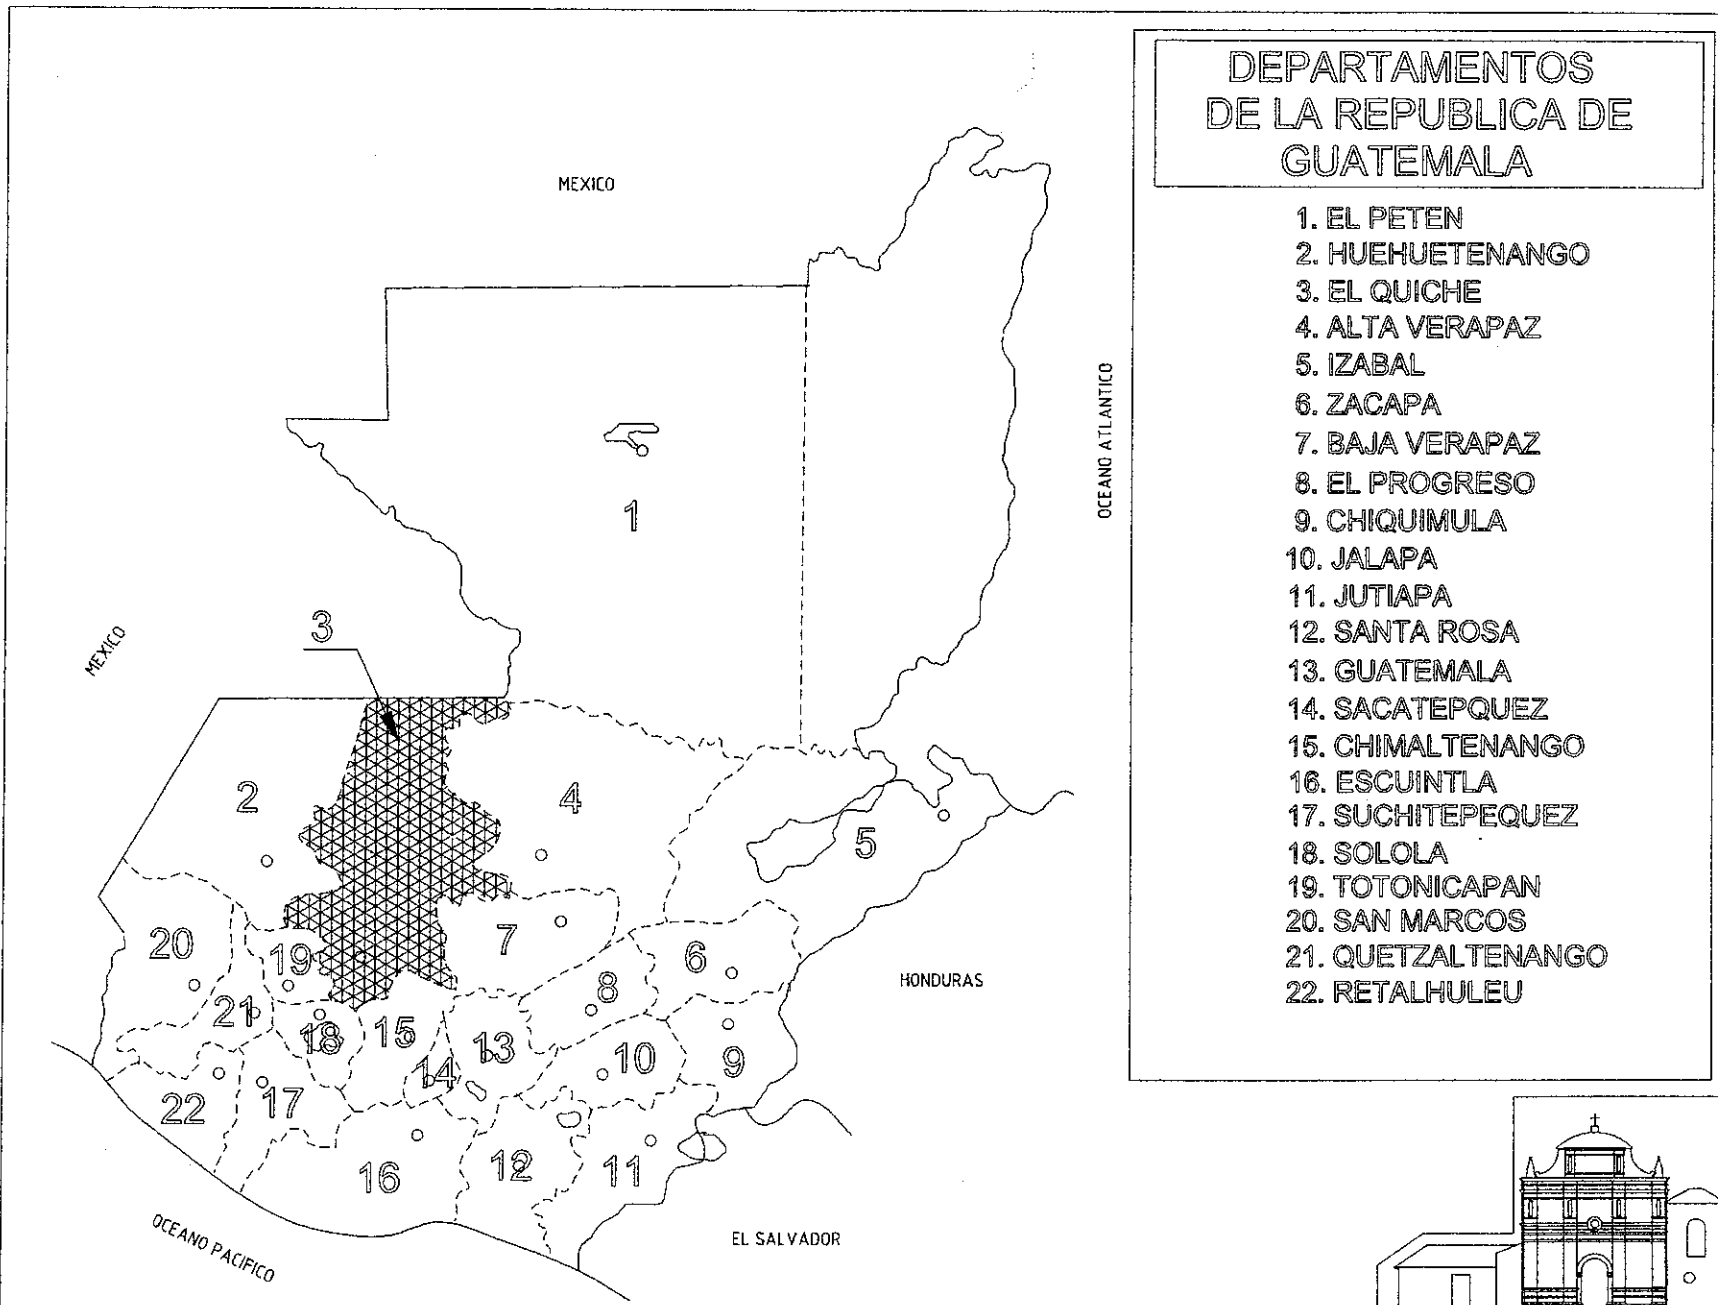 MEXICO
OCEANO ATLANTICO
1
3
MEXICO
2
4
5
20
19
7
6
HONDURAS
21
18
15
13
8
14
10
9
22
17
16
12
11
OCEANO PACIFICO
EL SALVADOR
DEPARTAMENTOS
DE LA REPUBLICA DE
GUATEMALA
1. EL PETEN
2. HUEHUETENANGO
3. EL QUICHE
4. ALTA VERAPAZ
5. IZABAL
6. ZACAPA
7. BAJA VERAPAZ
8. EL PROGRESO
9. CHIQUIMULA
10. JALAPA
11. JUTIAPA
12. SANTA ROSA
13. GUATEMALA
14. SACATEPQUEZ
15. CHIMALTENANGO
16. ESCUINTLA
17. SUCHITEPEQUEZ
18. SOLOLA
19. TOTONICAPAN
20. SAN MARCOS
21. QUETZALTENANGO
22. RETALHULEU